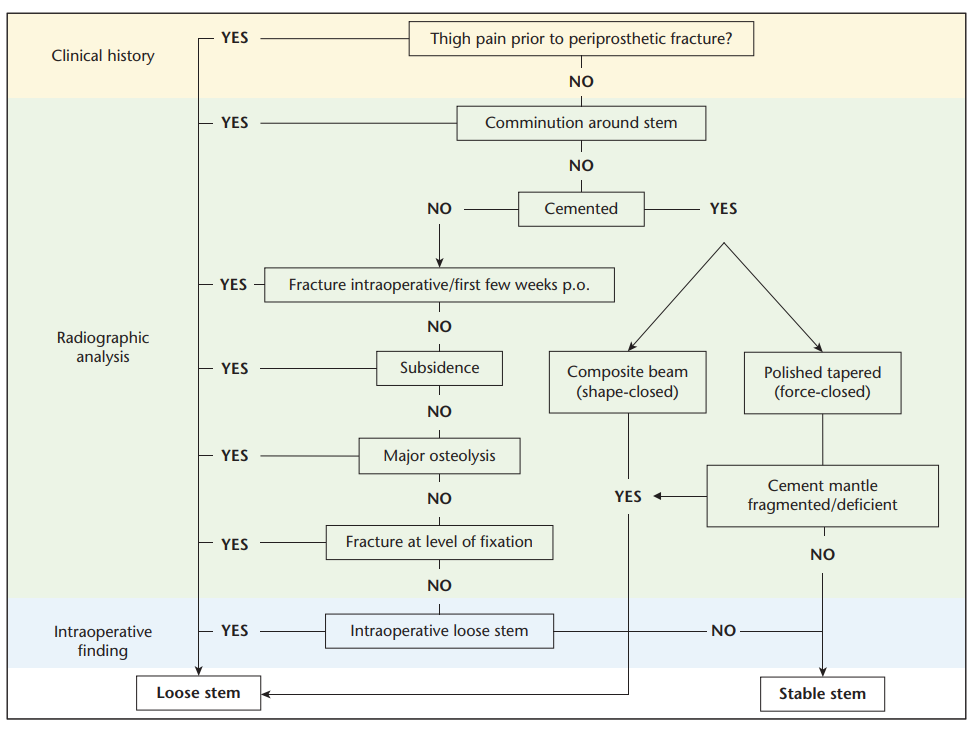 YES
Thigh pain prior to periprosthetic fracture?
Clinical history
NO
YES
Comminution around stem
NO
NO
Cemented
YES
YES
Fracture intraoperative/first few weeks p.o.
NO
Radiographic
analysis
YES
Subsidence
Composite beam
(shape-closed)
Polished tapered
(force-closed)
NO
YES
Major osteolysis
NO
YES
Cement mantle
fragmented/deficient
YES
Fracture at level of fixation
NO
NO
Intraoperative
finding
YES
Intraoperative loose stem
NO
Loose stem
Stable stem